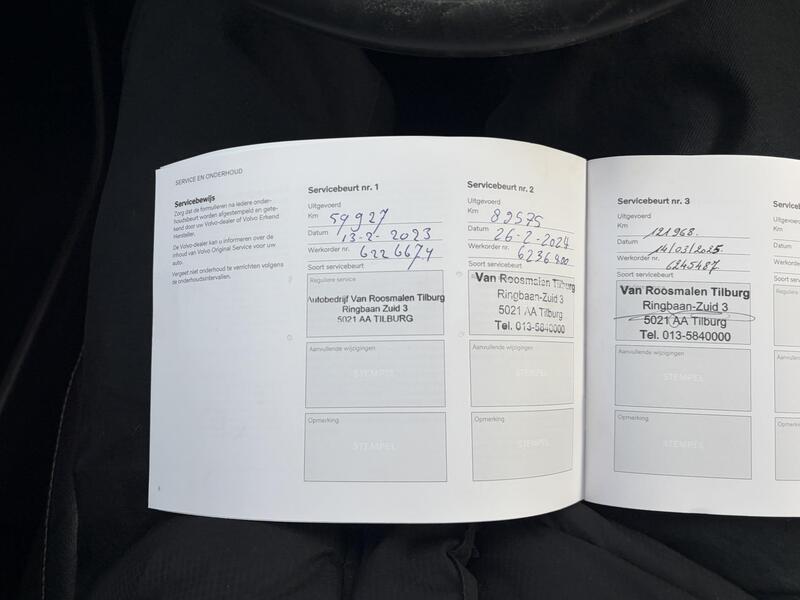 SERVICE EN ONDERHOUD
Servicebewijs
Zorg dat de formulieren na iedere onder-
houdsbeurt worden afgestempeld en gete-
kend door uw Volvo-dealer of Volvo Erkend
Hersteller.
De Volvo-dealer kan u informeren over de
inhoud van Volvo Original Service voor uw
auto.
Vergeet niet onderhoud te verrichten volgens
de onderhoudsintervallen.
8
Servicebeurt nr. 1
Uitgevoerd
Km 59927
Datum 13-2-2023
Werkorder nr. 6226674
Soort servicebeurt
Reguliere service
Autobedrijf Van Roosmalen Tilburg
Ringbaan-Zuid 3
5021 AA TILBURG
Aanvullende wijzigingen
STEMPEL
Opmerking
STEMPEL
Servicebeurt nr. 2
Uitgevoerd
Km 82575
Datum 26-2-2024
Werkorder nr. 6236900
Soort servicebeurt
Van Roosmalen Tilburg
Ringbaan-Zuid 3
5021 AA Tilburg
Tel. 013-5840000
Aanvullende wijzigingen
STEMPEL
Opmerking
STEMPEL
Servicebeurt nr. 3
Uitgevoerd
Km 121968
Datum 14/03/2025
Werkorder nr. 6245487
Soort servicebeurt
Van Roosmalen Tilburg
Ringbaan-Zuid 3
5021 AA Tilburg
Tel. 013-5840000
Aanvullende wijzigingen
STEMPEL
Opmerking
STEMPEL
Uitgevoerd
Km
Datum